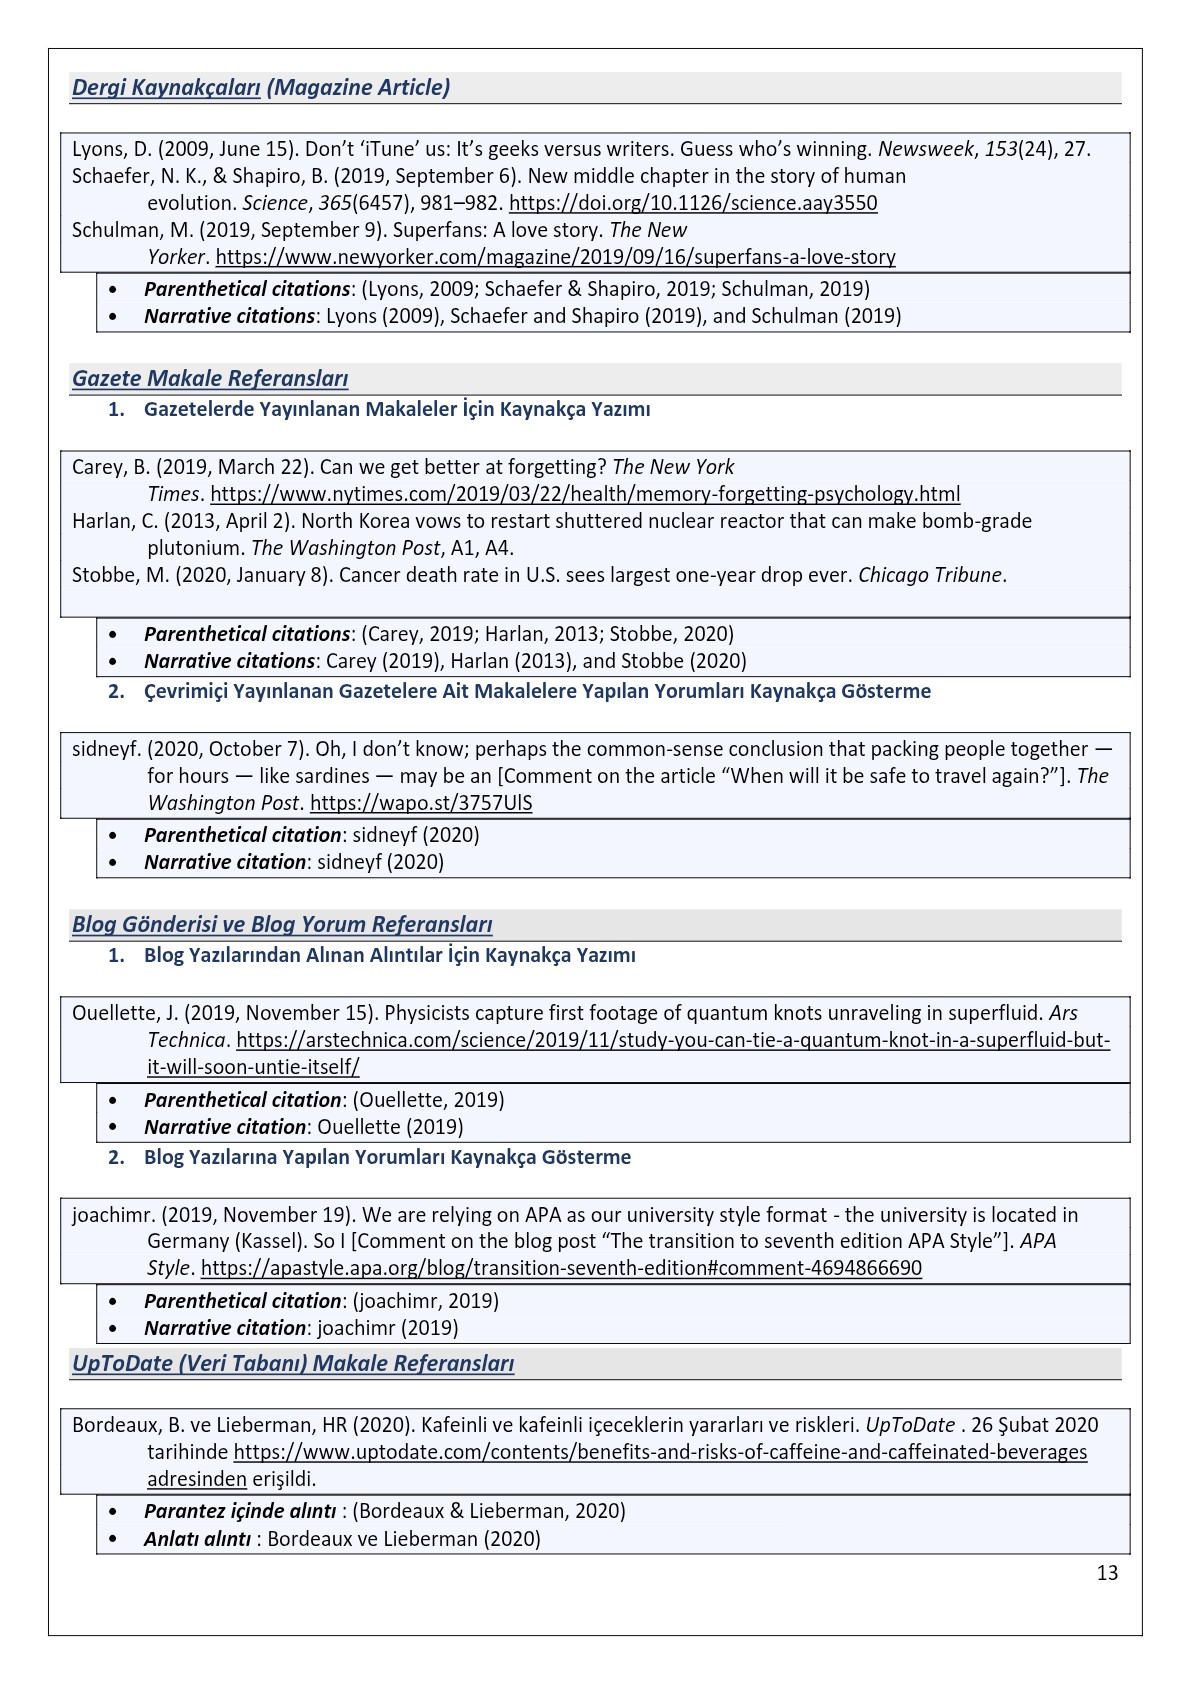 Dergi Kaynakçaları (Magazine Article)
Lyons, D. (2009, June 15). Don’t ‘iTune’ us: It’s geeks versus writers. Guess who’s winning. Newsweek, 153(24), 27.
Schaefer, N. K., & Shapiro, B. (2019, September 6). New middle chapter in the story of human
evolution. Science, 365(6457), 981–982. https://doi.org/10.1126/science.aay3550
Schulman, M. (2019, September 9). Superfans: A love story. The New
Yorker. https://www.newyorker.com/magazine/2019/09/16/superfans-a-love-story
• Parenthetical citations: (Lyons, 2009; Schaefer & Shapiro, 2019; Schulman, 2019)
• Narrative citations: Lyons (2009), Schaefer and Shapiro (2019), and Schulman (2019)
Gazete Makale Referansları
1. Gazetelerde Yayınlanan Makaleler İçin Kaynakça Yazımı
Carey, B. (2019, March 22). Can we get better at forgetting? The New York
Times. https://www.nytimes.com/2019/03/22/health/memory-forgetting-psychology.html
Harlan, C. (2013, April 2). North Korea vows to restart shuttered nuclear reactor that can make bomb-grade
plutonium. The Washington Post, A1, A4.
Stobbe, M. (2020, January 8). Cancer death rate in U.S. sees largest one-year drop ever. Chicago Tribune.
• Parenthetical citations: (Carey, 2019; Harlan, 2013; Stobbe, 2020)
• Narrative citations: Carey (2019), Harlan (2013), and Stobbe (2020)
2. Çevrimiçi Yayınlanan Gazetelere Ait Makalelere Yapılan Yorumları Kaynakça Gösterme
sidneyf. (2020, October 7). Oh, I don’t know; perhaps the common-sense conclusion that packing people together —
for hours — like sardines — may be an [Comment on the article “When will it be safe to travel again?”]. The
Washington Post. https://wapo.st/3757UlS
• Parenthetical citation: sidneyf (2020)
• Narrative citation: sidneyf (2020)
Blog Gönderisi ve Blog Yorum Referansları
1. Blog Yazılarından Alınan Alıntılar İçin Kaynakça Yazımı
Ouellette, J. (2019, November 15). Physicists capture first footage of quantum knots unraveling in superfluid. Ars
Technica. https://arstechnica.com/science/2019/11/study-you-can-tie-a-quantum-knot-in-a-superfluid-but-
it-will-soon-untie-itself/
• Parenthetical citation: (Ouellette, 2019)
• Narrative citation: Ouellette (2019)
2. Blog Yazılarına Yapılan Yorumları Kaynakça Gösterme
joachimr. (2019, November 19). We are relying on APA as our university style format - the university is located in
Germany (Kassel). So I [Comment on the blog post “The transition to seventh edition APA Style”]. APA
Style. https://apastyle.apa.org/blog/transition-seventh-edition#comment-4694866690
• Parenthetical citation: (joachimr, 2019)
• Narrative citation: joachimr (2019)
UpToDate (Veri Tabanı) Makale Referansları
Bordeaux, B. ve Lieberman, HR (2020). Kafeinli ve kafeinli içeceklerin yararları ve riskleri. UpToDate . 26 Şubat 2020
tarihinde https://www.uptodate.com/contents/benefits-and-risks-of-caffeine-and-caffeinated-beverages
adresinden erişildi.
• Parantez içinde alıntı : (Bordeaux & Lieberman, 2020)
• Anlatı alıntı : Bordeaux ve Lieberman (2020)
13